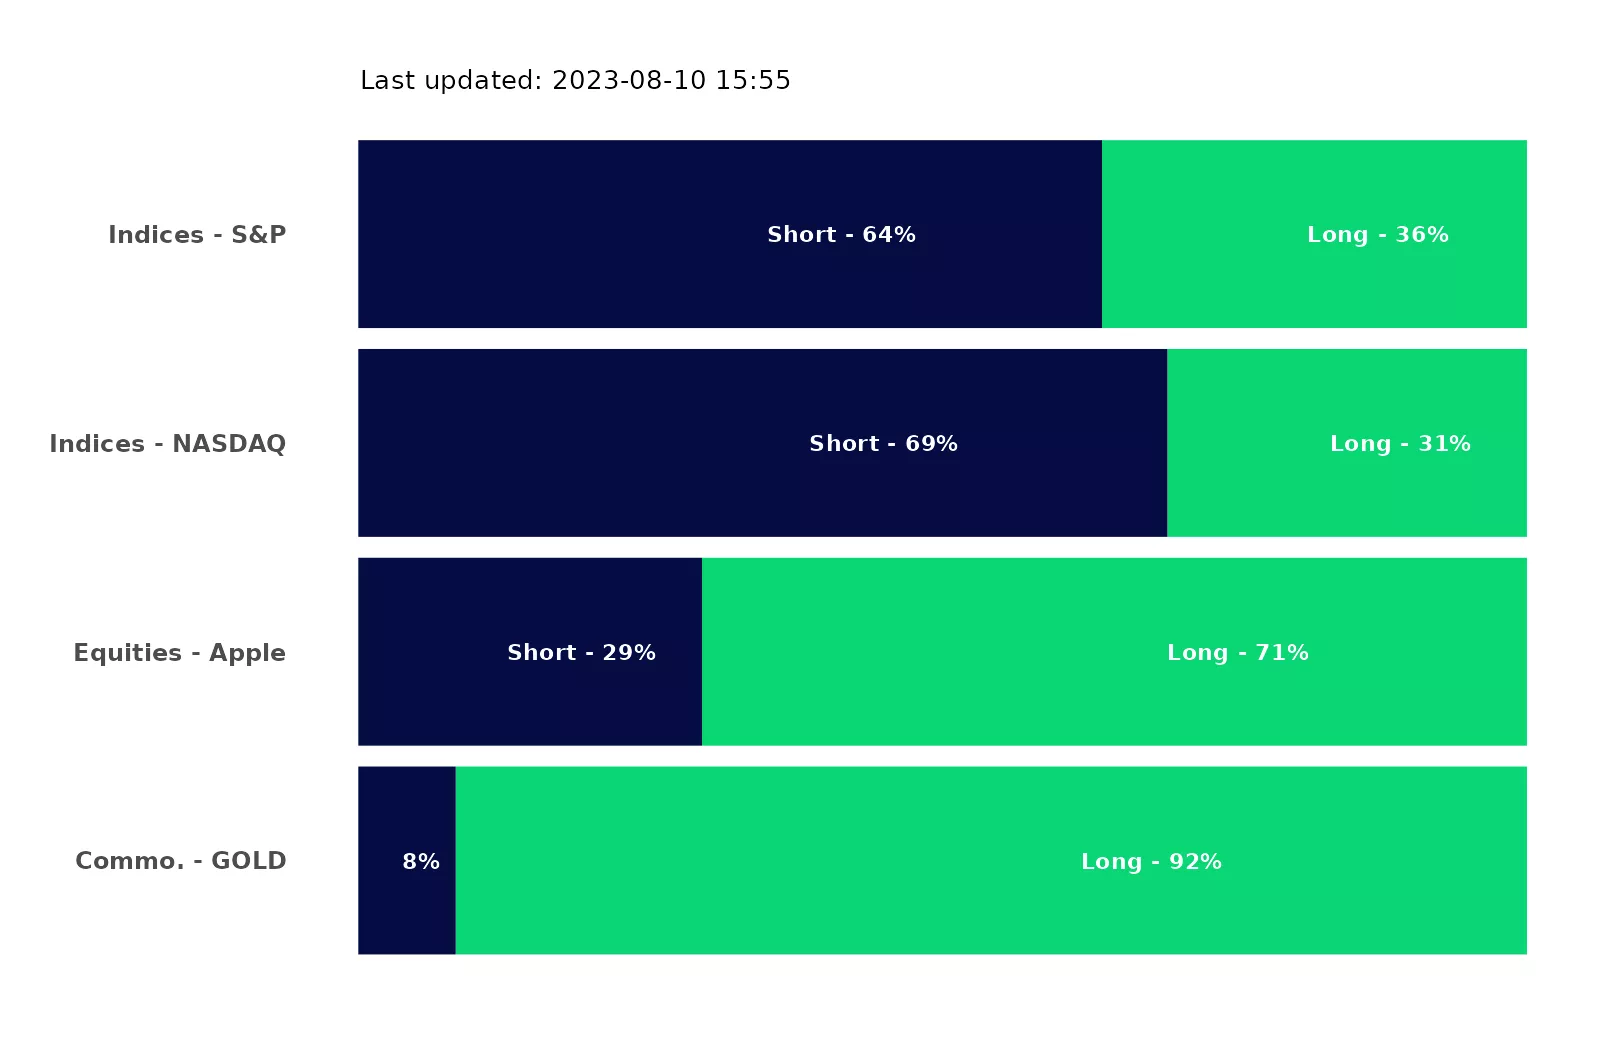 Last updated: 2023-08-10 15:55
Indices - S&P Short - 64% Long - 36%
Indices - NASDAQ Short - 69% Long - 31%
Equities - Apple Short - 29% Long - 71%
Commo. - GOLD 8% Long - 92%